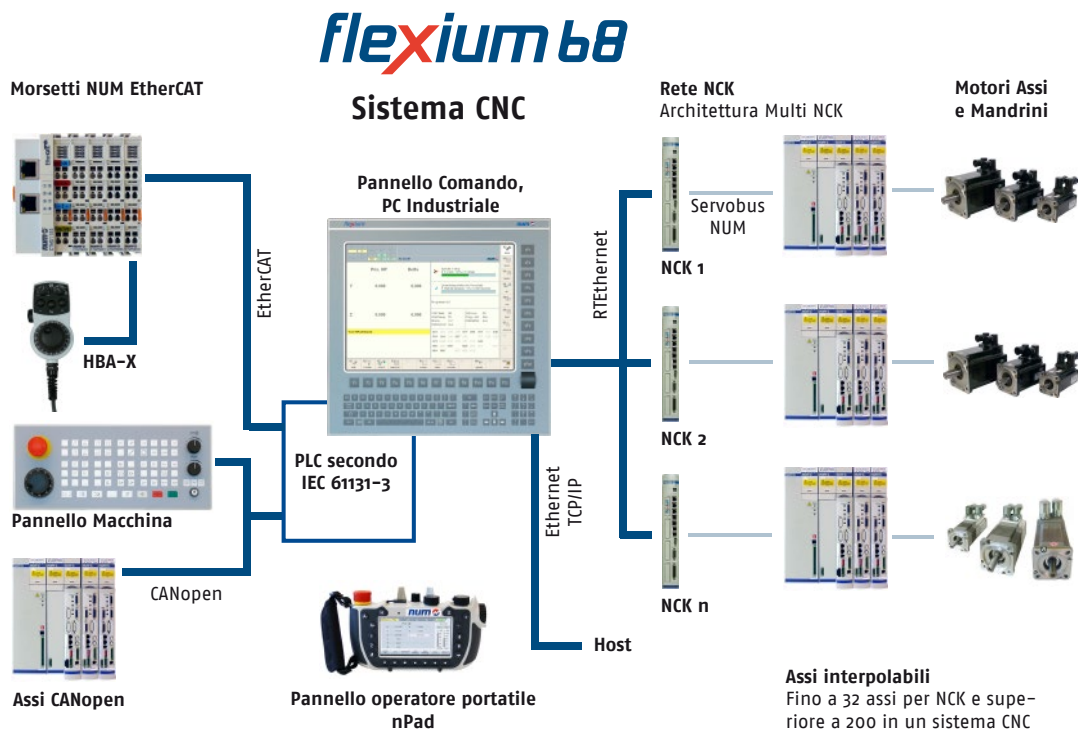 flexium 68
Sistema CNC
Morsetti NUM EtherCAT
Rete NCK
Architettura Multi NCK
Motori Assi
e Mandrini
Pannello Comando,
PC Industriale
EtherCAT
RTEthernet
Servobus
NUM
NCK 1
HBA-X
NCK 2
PLC secondo
IEC 61131-3
Pannello Macchina
Ethernet
TCP/IP
CANopen
NCK n
num
Host
Assi CANopen
Pannello operatore portatile
nPad
Assi interpolabili
Fino a 32 assi per NCK e supe-
riore a 200 in un sistema CNC